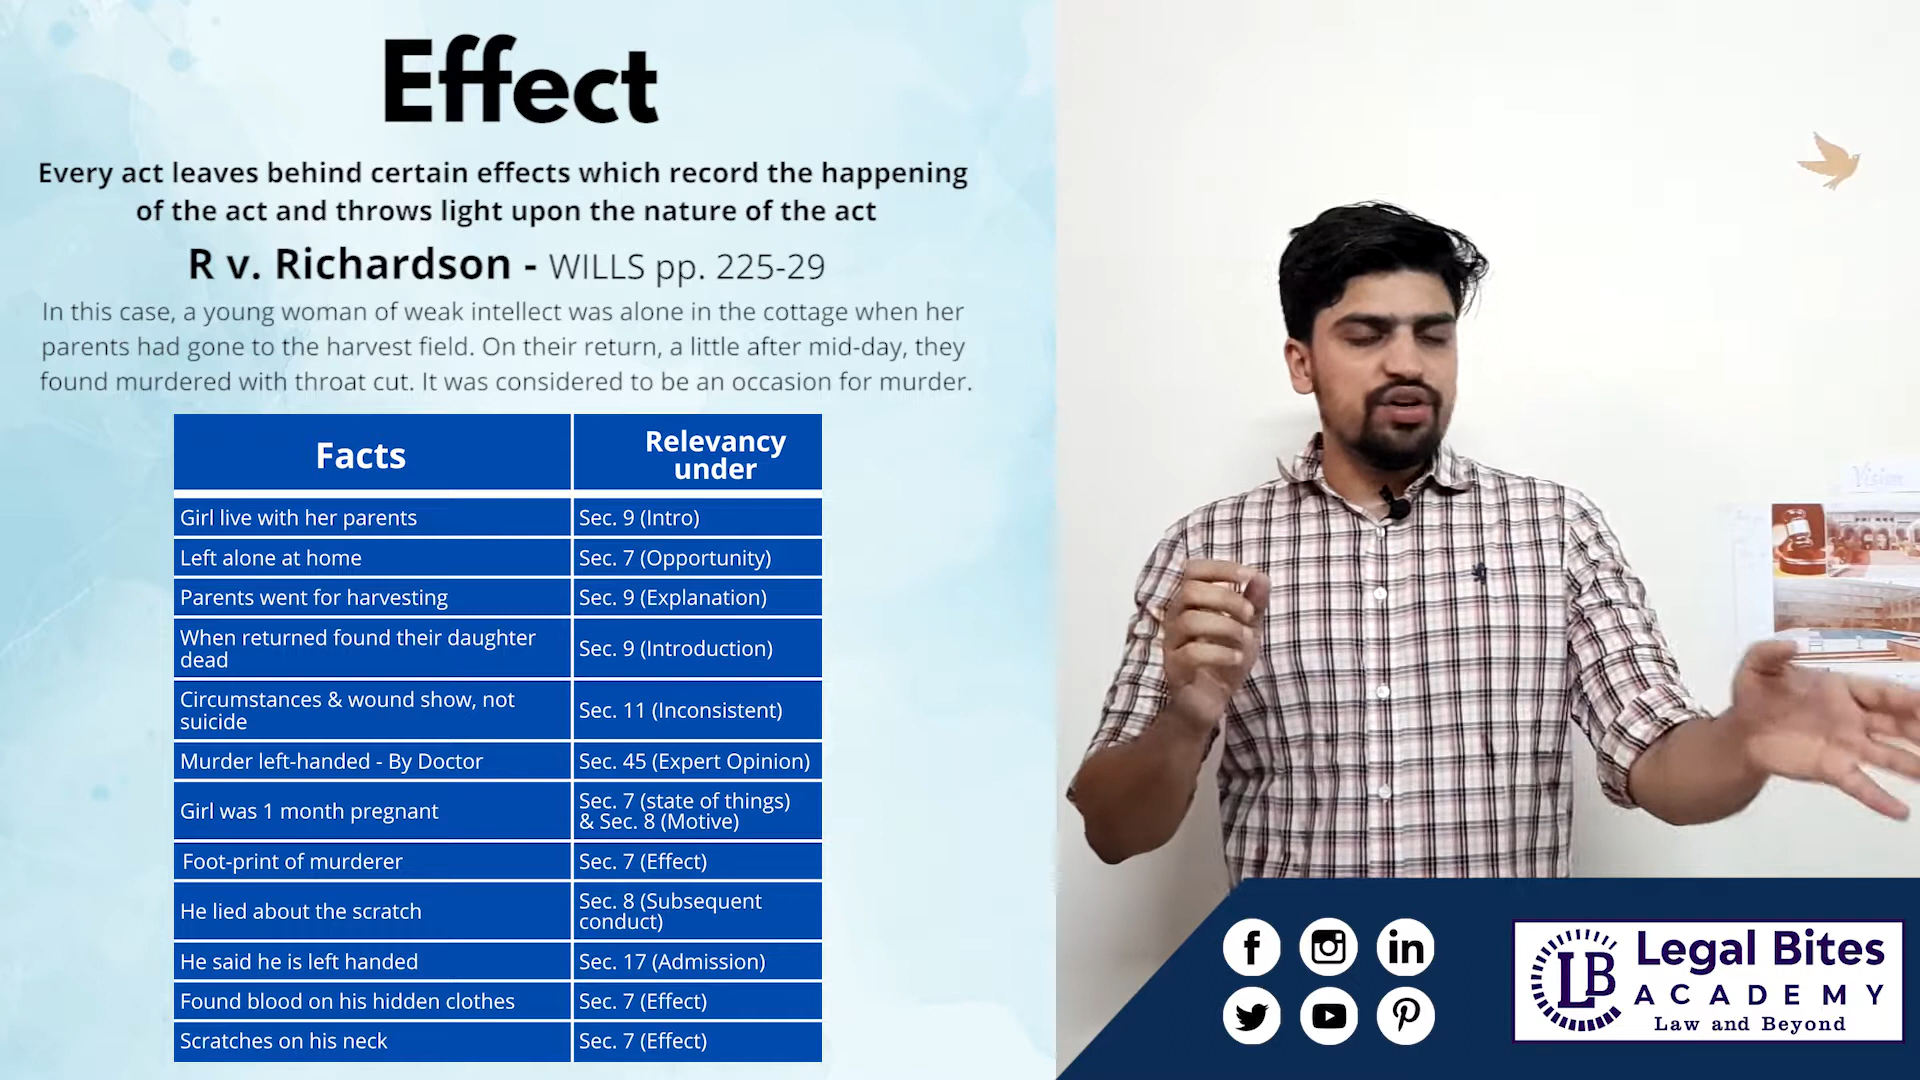 Effect
Every act leaves behind certain effects which record the happening
of the act and throws light upon the nature of the act
R v. Richardson - WILLS pp. 225-29
In this case, a young woman of weak intellect was alone in the cottage when her
parents had gone to the harvest field. On their return, a little after mid-day, they
found murdered with throat cut. It was considered to be an occasion for murder.
Facts
Relevancy
under
Girl live with her parents
Sec. 9 (Intro)
Left alone at home
Sec. 7 (Opportunity)
Parents went for harvesting
Sec. 9 (Explanation)
When returned found their daughter
dead
Sec. 9 (Introduction)
Circumstances & wound show, not
suicide
Sec. 11 (Inconsistent)
Murder left-handed - By Doctor
Sec. 45 (Expert Opinion)
Girl was 1 month pregnant
Sec. 7 (state of things)
& Sec. 8 (Motive)
Foot-print of murderer
Sec. 7 (Effect)
He lied about the scratch
Sec. 8 (Subsequent
conduct)
He said he is left handed
Sec. 17 (Admission)
Found blood on his hidden clothes
Sec. 7 (Effect)
Scratches on his neck
Sec. 7 (Effect)
Vision
LB
Legal Bites
ACADEMY
Law and Beyond